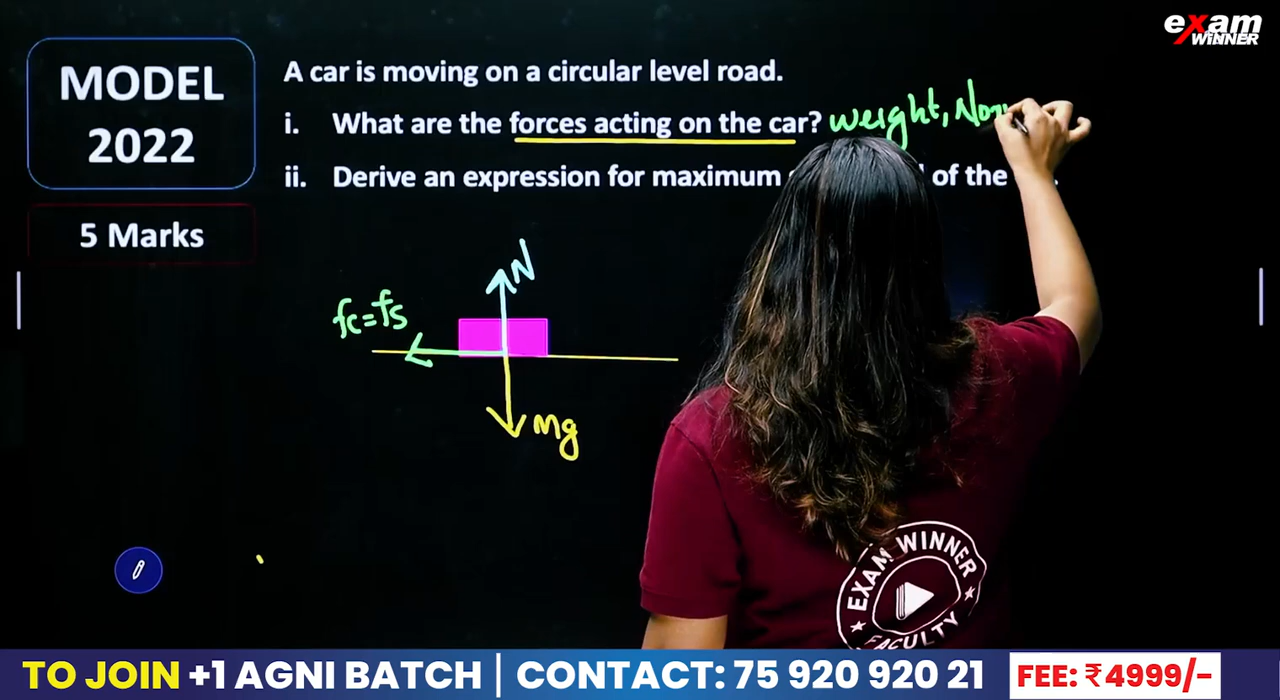 exam
WINNER
MODEL
2022
5 Marks
A car is moving on a circular level road.
i. What are the forces acting on the car? weight, Nor
ii. Derive an expression for maximum of the
N
fc=fs
mg
EXAM WINNER
FACULTY
TO JOIN +1 AGNI BATCH | CONTACT: 75 920 920 21 FEE: ₹4999/-